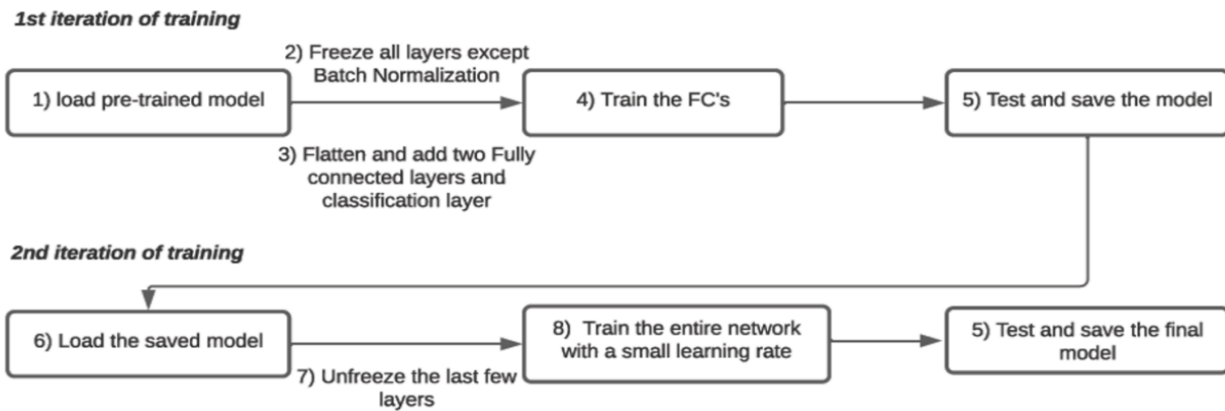 1st iteration of training
2) Freeze all layers except
Batch Normalization
1) load pre-trained model
4) Train the FC's
5) Test and save the model
3) Flatten and add two Fully
connected layers and
classification layer
2nd iteration of training
6) Load the saved model
8) Train the entire network
with a small learning rate
5) Test and save the final
model
7) Unfreeze the last few
layers